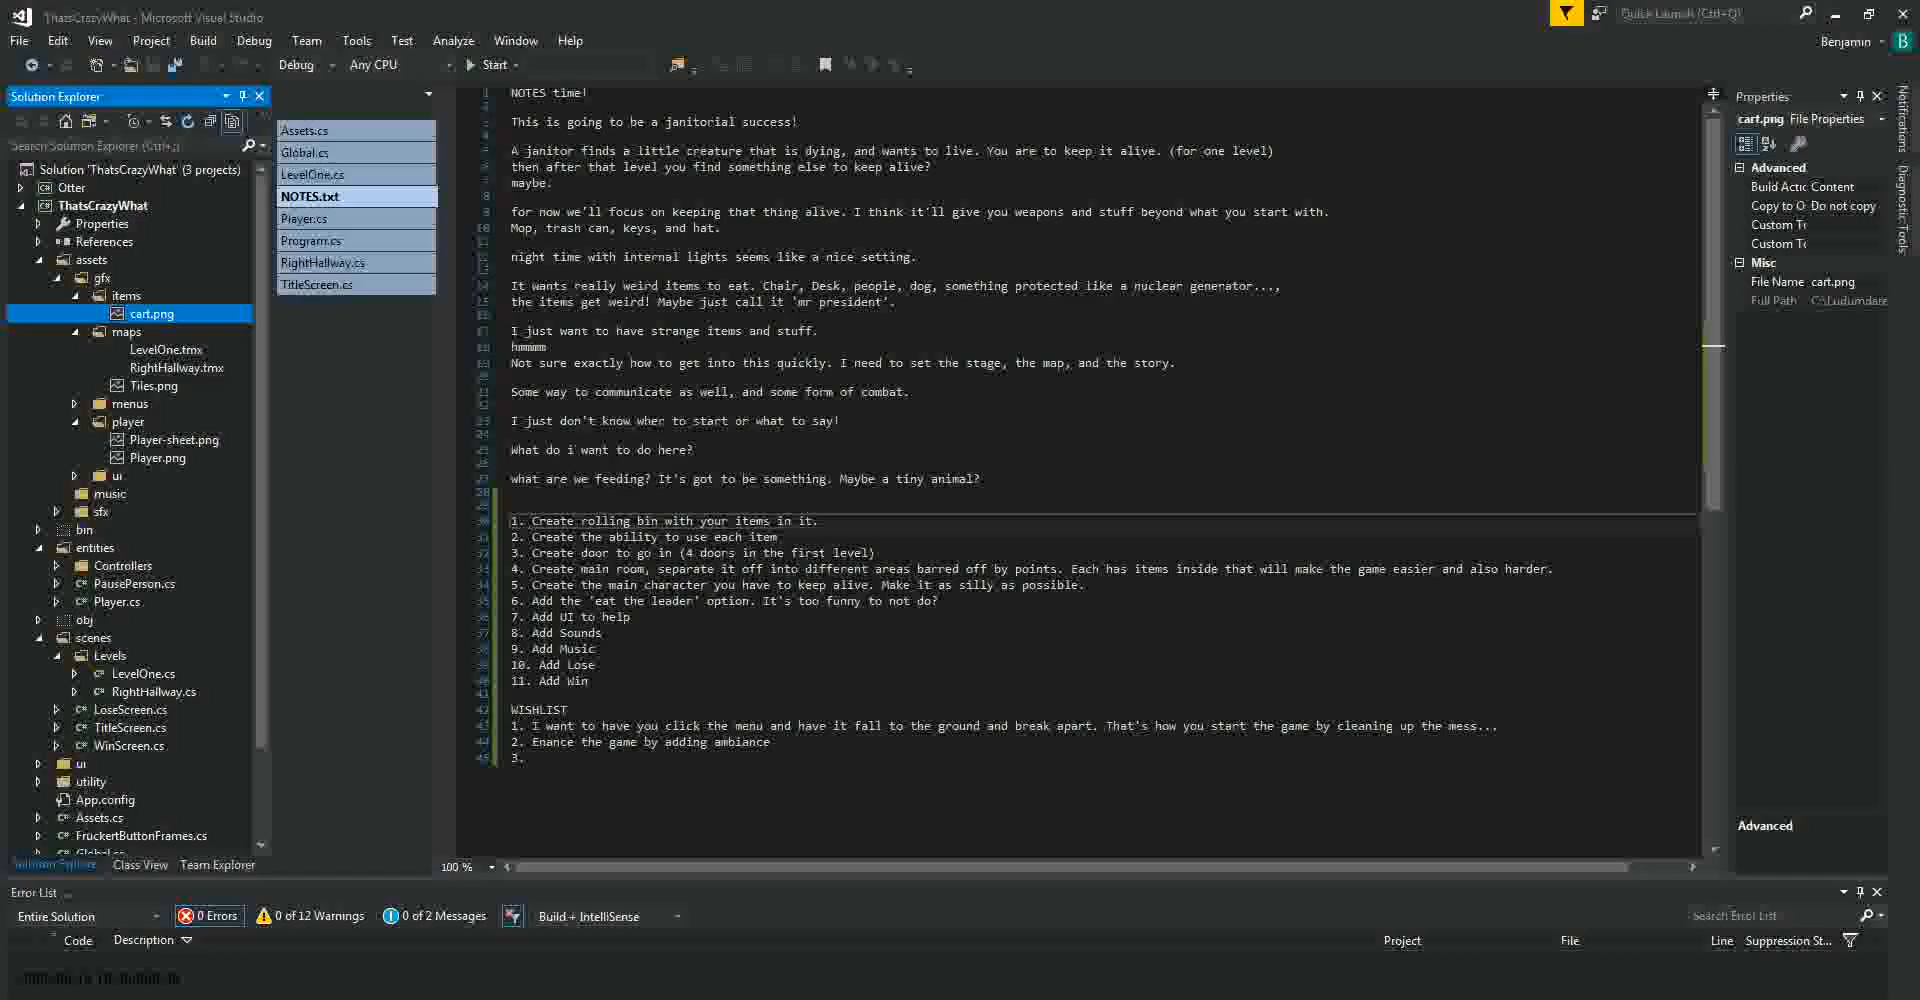 ThatsCrazyWhat - Microsoft Visual Studio
Quick Launch (Ctrl+Q)
File Edit View Project Build Debug Team Tools Test Analyze Window Help
Benjamin B
Debug Any CPU Start
Solution Explorer
Search Solution Explorer (Ctrl+;)
Solution 'ThatsCrazyWhat' (3 projects)
Otter
ThatsCrazyWhat
Properties
References
assets
gfx
items
cart.png
maps
LevelOne.tmx
RightHallway.tmx
Tiles.png
menus
player
Player-sheet.png
Player.png
ui
music
sfx
bin
entities
Controllers
PausePerson.cs
Player.cs
obj
scenes
Levels
LevelOne.cs
RightHallway.cs
LoseScreen.cs
TitleScreen.cs
WinScreen.cs
ui
utility
App.config
Assets.cs
FruckertButtonFrames.cs
Global.cs
Solution Explorer Class View Team Explorer
Assets.cs
Global.cs
LevelOne.cs
NOTES.txt
Player.cs
Program.cs
RightHallway.cs
TitleScreen.cs
NOTES time!
This is going to be a janitorial success!
A janitor finds a little creature that is dying, and wants to live. You are to keep it alive. (for one level)
then after that level you find something else to keep alive?
maybe.
for now we'll focus on keeping that thing alive. I think it'll give you weapons and stuff beyond what you start with.
Mop, trash can, keys, and hat.
night time with internal lights seems like a nice setting.
It wants really weird items to eat. Chair, Desk, people, dog, something protected like a nuclear generator...,
the items get weird! Maybe just call it 'mr president'.
I just want to have strange items and stuff.
hmmmm
Not sure exactly how to get into this quickly. I need to set the stage, the map, and the story.
Some way to communicate as well, and some form of combat.
I just don't know wher to start or what to say!
What do i want to do here?
what are we feeding? It's got to be something. Maybe a tiny animal?
1. Create rolling bin with your items in it.
2. Create the ability to use each item
3. Create door to go in (4 doors in the first level)
4. Create main room, separate it off into different areas barred off by points. Each has items inside that will make the game easier and also harder.
5. Create the main character you have to keep alive. Make it as silly as possible.
6. Add the 'eat the leader' option. It's too funny to not do?
7. Add UI to help
8. Add Sounds
9. Add Music
10. Add Lose
11. Add Win
WISHLIST
1. I want to have you click the menu and have it fall to the ground and break apart. That's how you start the game by cleaning up the mess...
2. Enance the game by adding ambiance
3.
100 %
Properties
cart.png File Properties
Advanced
Build Actic Content
Copy to O Do not copy
Custom To
Custom To
Misc
File Name cart.png
Full Path C:\Ludumdare
Advanced
Notifications
Diagnostic Tools
Error List ...
Entire Solution 0 Errors 0 of 12 Warnings 0 of 2 Messages Build + IntelliSense
Search Error List
Code Description Project File Line Suppression St...